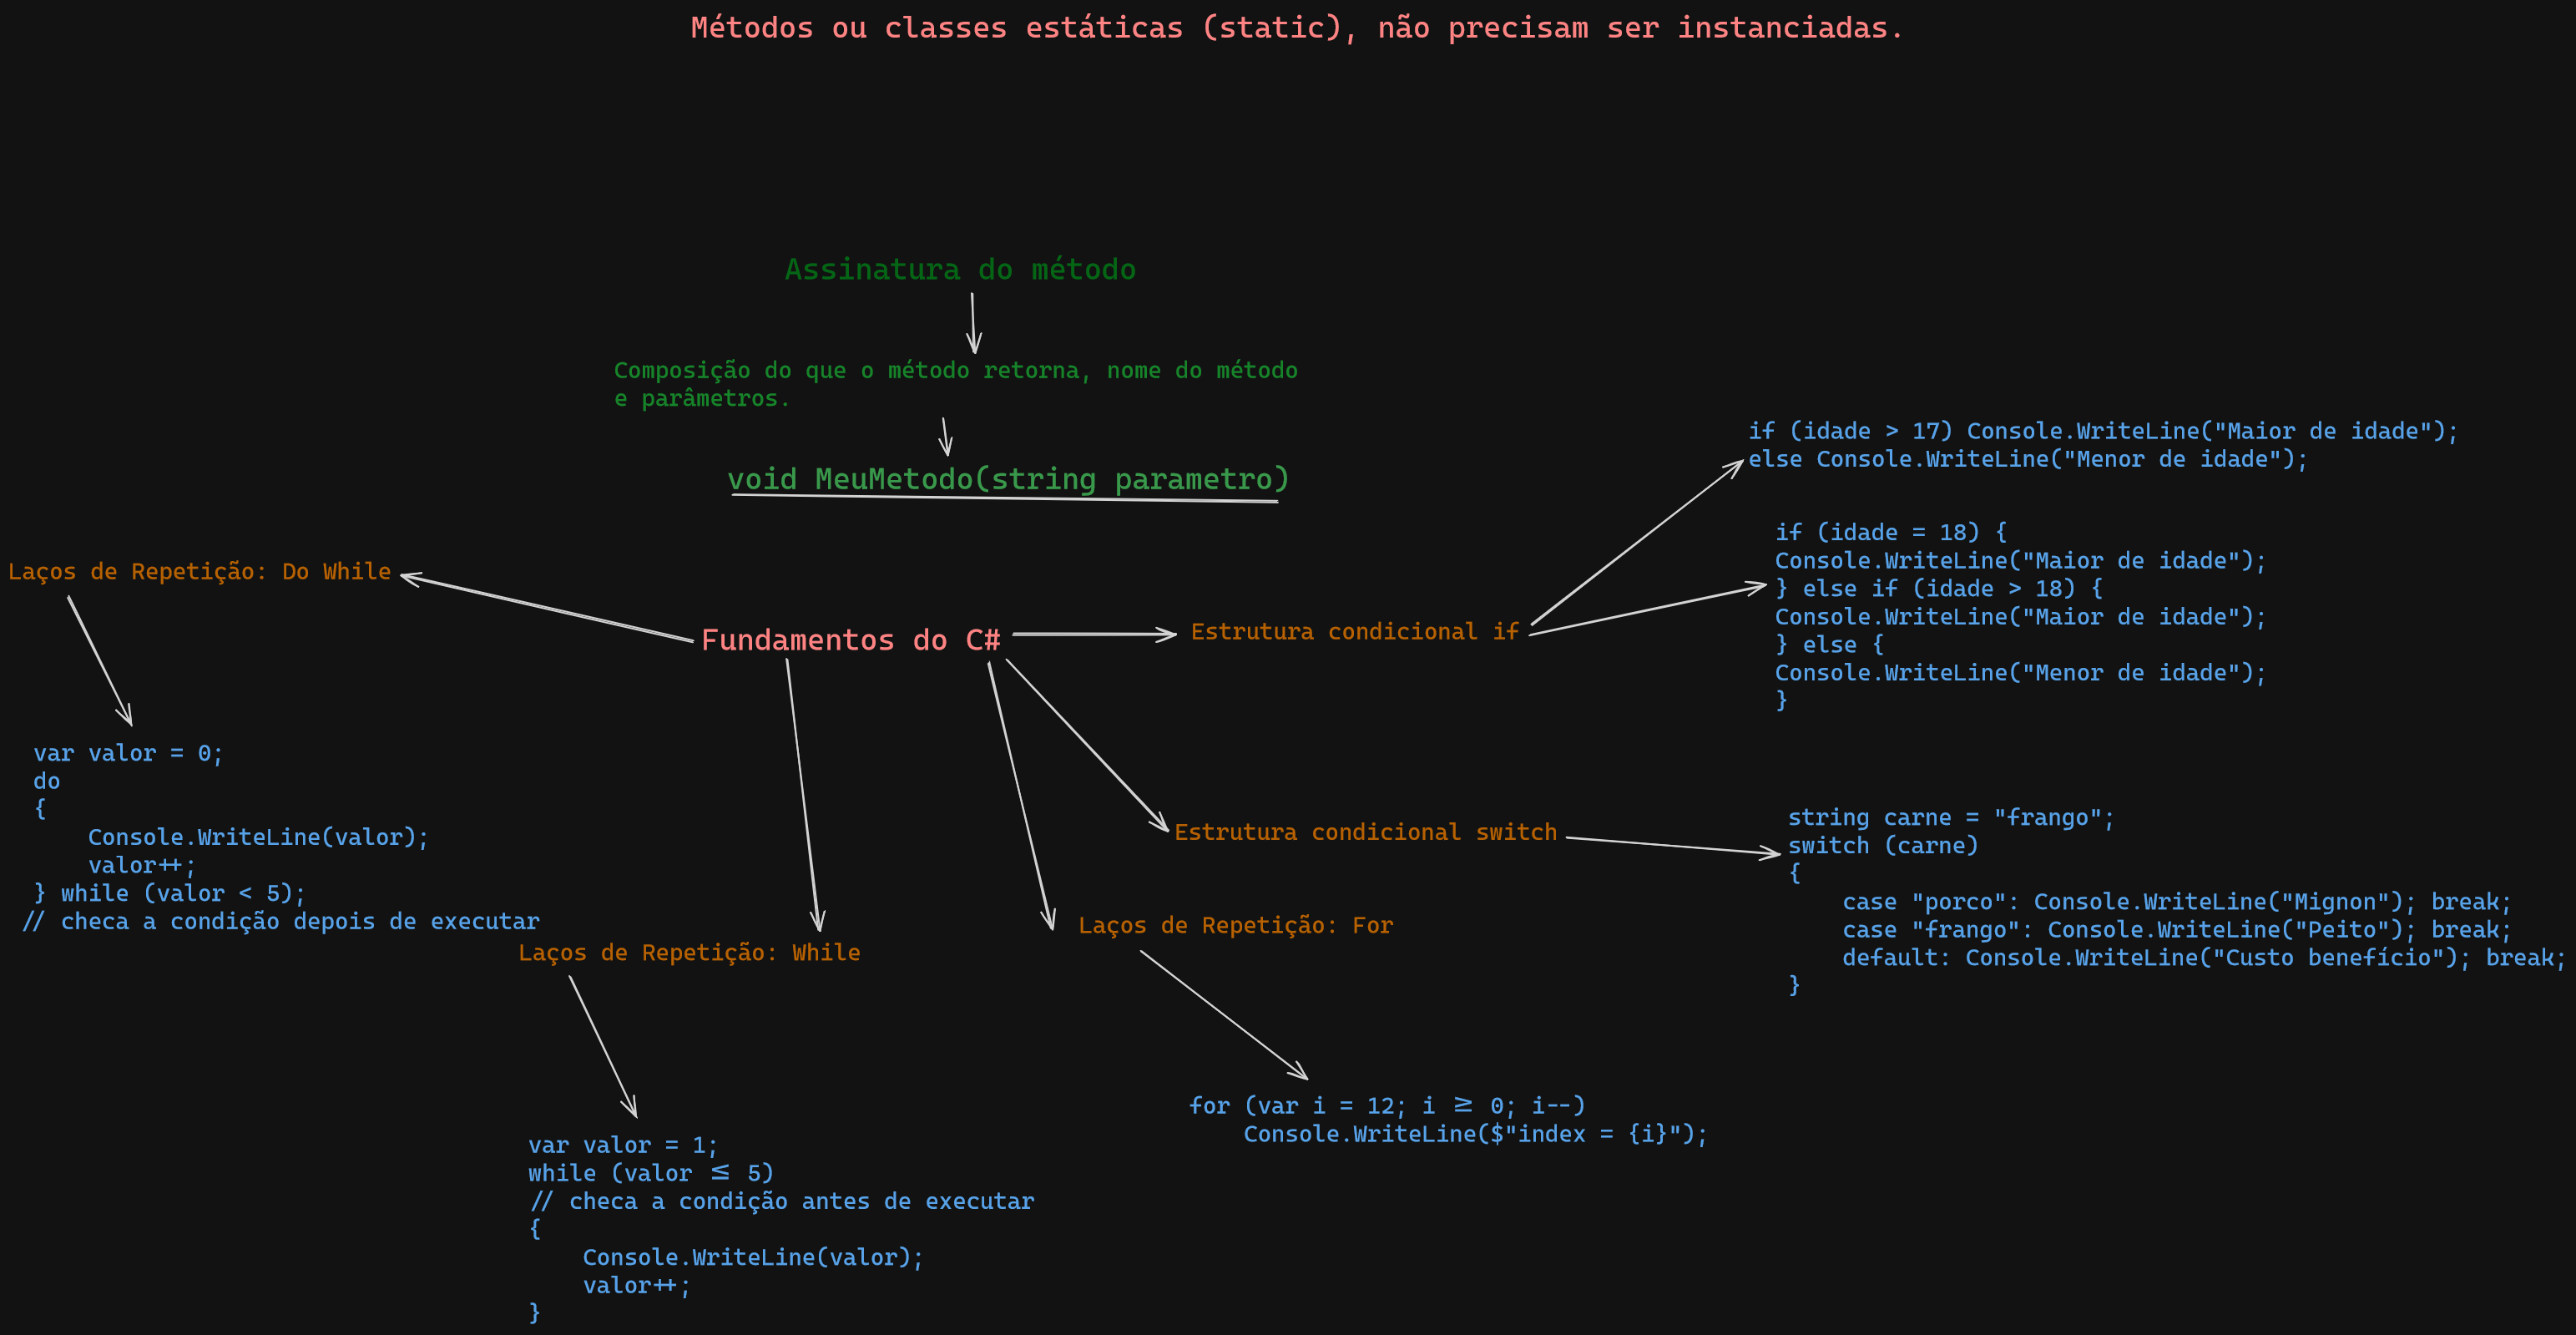 Métodos ou classes estáticas (static), não precisam ser instanciadas.
Assinatura do método
Composição do que o método retorna, nome do método
e parâmetros.
void MeuMetodo(string parametro)
Fundamentos do C#
Laços de Repetição: Do While
var valor = 0;
do
{
    Console.WriteLine(valor);
    valor++;
} while (valor < 5);
// checa a condição depois de executar
Laços de Repetição: While
var valor = 1;
while (valor ≤ 5)
// checa a condição antes de executar
{
    Console.WriteLine(valor);
    valor++;
}
Laços de Repetição: For
for (var i = 12; i ≥ 0; i--)
    Console.WriteLine($"index = {i}");
Estrutura condicional switch
string carne = "frango";
switch (carne)
{
    case "porco": Console.WriteLine("Mignon"); break;
    case "frango": Console.WriteLine("Peito"); break;
    default: Console.WriteLine("Custo benefício"); break;
}
Estrutura condicional if
if (idade > 17) Console.WriteLine("Maior de idade");
else Console.WriteLine("Menor de idade");
if (idade = 18) {
Console.WriteLine("Maior de idade");
} else if (idade > 18) {
Console.WriteLine("Maior de idade");
} else {
Console.WriteLine("Menor de idade");
}